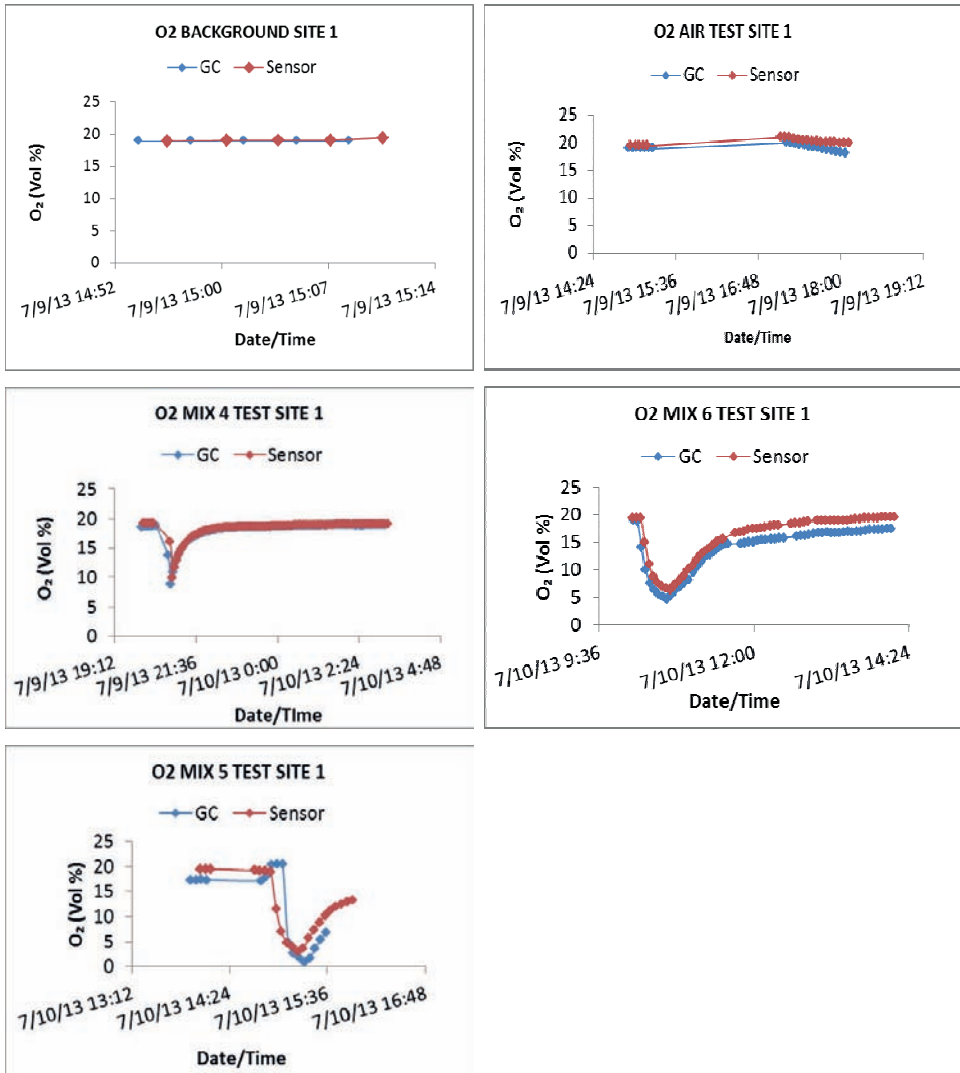 O2 BACKGROUND SITE 1
GC Sensor
25
20
15
10
5
0
O₂ (Vol %)
7/9/13 14:52
7/9/13 15:00
7/9/13 15:07
7/9/13 15:14
Date/Time
O2 AIR TEST SITE 1
GC Sensor
25
20
15
10
5
0
O₂ (Vol %)
7/9/13 14:24
7/9/13 15:36
7/9/13 16:48
7/9/13 18:00
7/9/13 19:12
Date/Time
O2 MIX 4 TEST SITE 1
GC Sensor
25
20
15
10
5
0
O₂ (Vol %)
7/9/13 19:12
7/9/13 21:36
7/10/13 0:00
7/10/13 2:24
7/10/13 4:48
Date/TIme
O2 MIX 6 TEST SITE 1
GC Sensor
25
20
15
10
5
0
O₂ (Vol %)
7/10/13 9:36
7/10/13 12:00
7/10/13 14:24
Date/Time
O2 MIX 5 TEST SITE 1
GC Sensor
25
20
15
10
5
0
O₂ (Vol %)
7/10/13 13:12
7/10/13 14:24
7/10/13 15:36
7/10/13 16:48
Date/Time